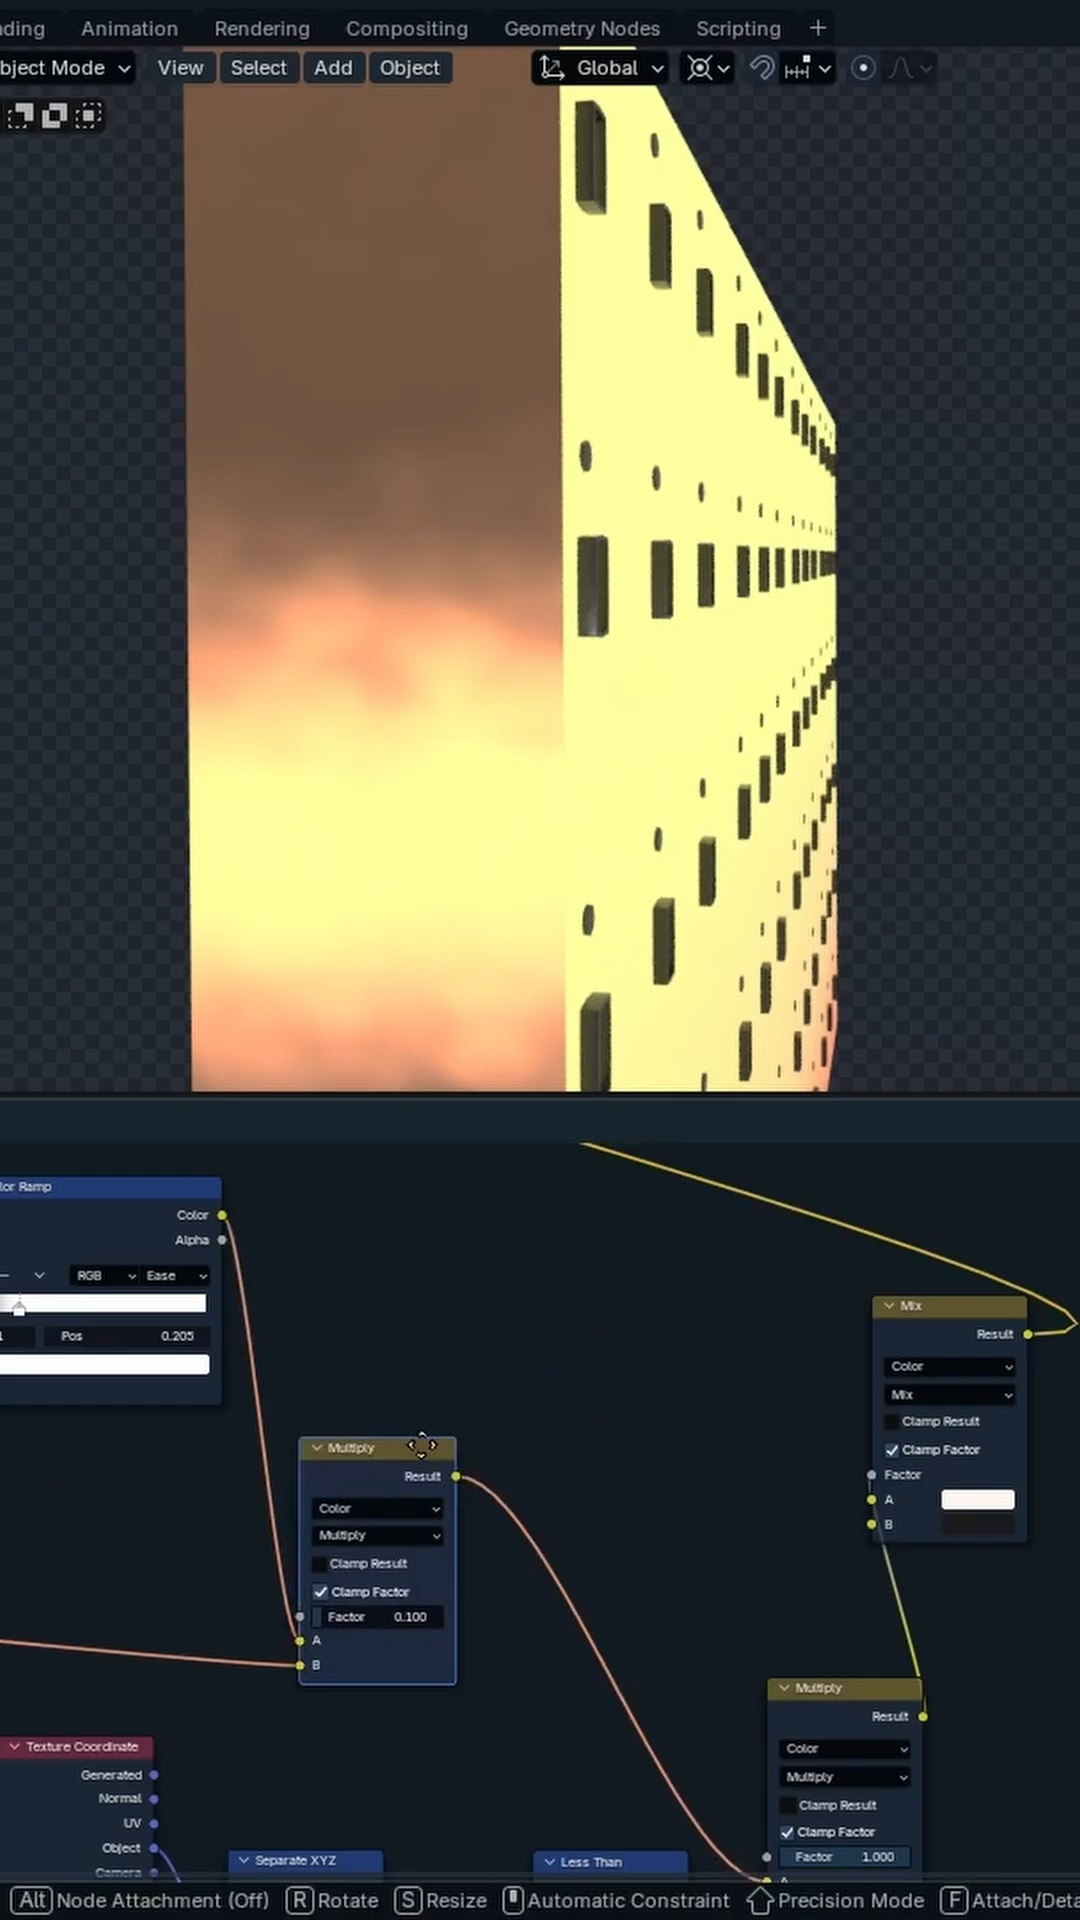 ding Animation Rendering Compositing Geometry Nodes Scripting +
bject Mode View Select Add Object Global
lor Ramp
Color
Alpha
RGB Ease
1 Pos 0.205
Mix
Result
Color
Mix
Clamp Result
Clamp Factor
Factor
A
B
Multiply
Result
Color
Multiply
Clamp Result
Clamp Factor
Factor 0.100
A
B
Multiply
Result
Color
Multiply
Clamp Result
Clamp Factor
Factor 1.000
Texture Coordinate
Generated
Normal
UV
Object
Camera
Separate XYZ
Less Than
Alt Node Attachment (Off) R Rotate S Resize Automatic Constraint Precision Mode F Attach/Deta